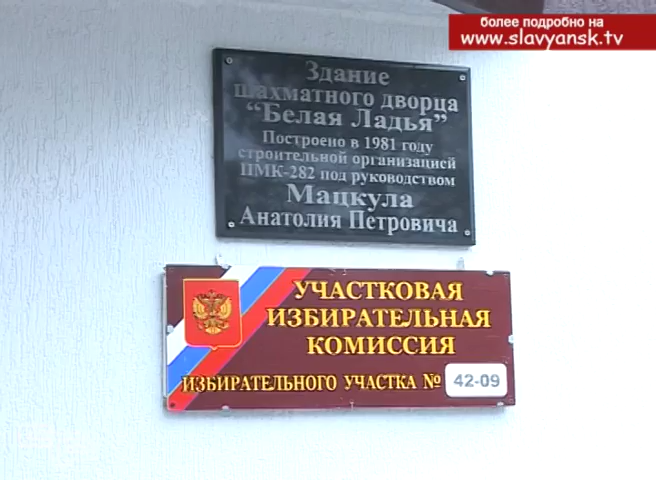 более подробно на
www.slavyansk.tv
Здание
шахматного дворца
“Белая Ладья”
Построено в 1981 году
строительной организацией
ПМК-282 под руководством
Мацкула
Анатолия Петровича
УЧАСТКОВАЯ
ИЗБИРАТЕЛЬНАЯ
КОМИССИЯ
ИЗБИРАТЕЛЬНОГО УЧАСТКА № 42-09